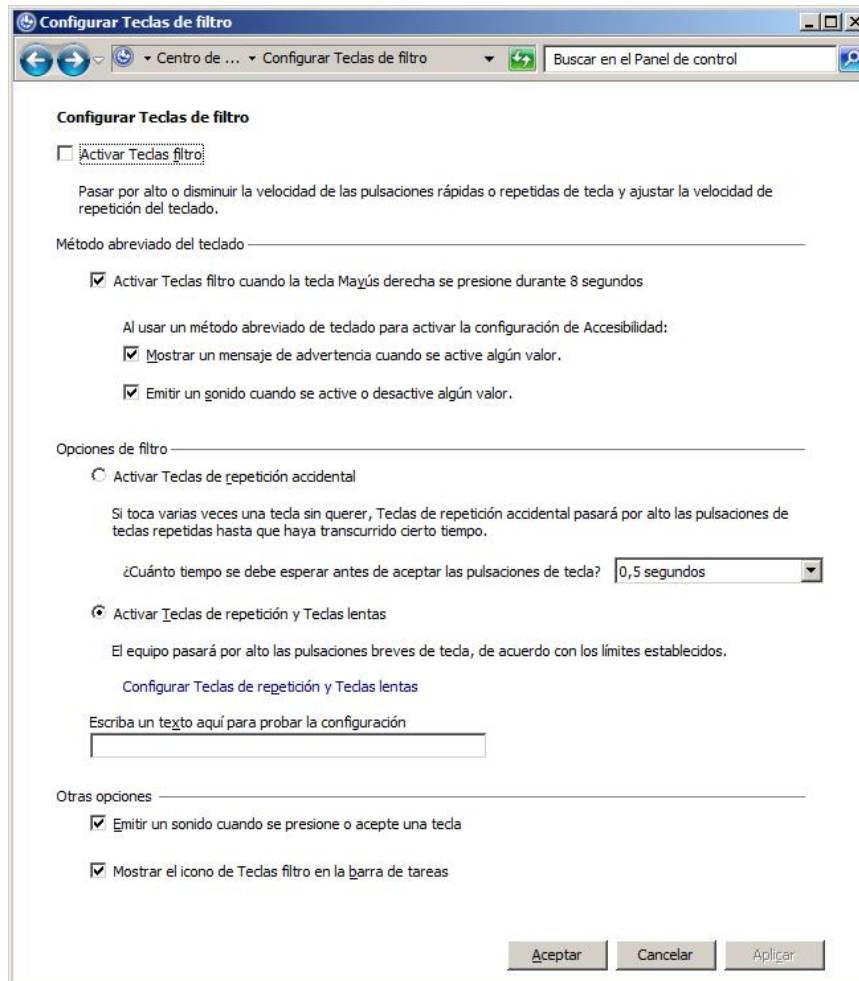 Configurar Teclas de filtro
Centro de ... Configurar Teclas de filtro
Buscar en el Panel de control
Configurar Teclas de filtro
Activar Teclas filtro
Pasar por alto o disminuir la velocidad de las pulsaciones rápidas o repetidas de tecla y ajustar la velocidad de
repetición del teclado.
Método abreviado del teclado
Activar Teclas filtro cuando la tecla Mayús derecha se presione durante 8 segundos
Al usar un método abreviado de teclado para activar la configuración de Accesibilidad:
Mostrar un mensaje de advertencia cuando se active algún valor.
Emitir un sonido cuando se active o desactive algún valor.
Opciones de filtro
Activar Teclas de repetición accidental
Si toca varias veces una tecla sin querer, Teclas de repetición accidental pasará por alto las pulsaciones de
teclas repetidas hasta que haya transcurrido cierto tiempo.
¿Cuánto tiempo se debe esperar antes de aceptar las pulsaciones de tecla? 0,5 segundos
Activar Teclas de repetición y Teclas lentas
El equipo pasará por alto las pulsaciones breves de tecla, de acuerdo con los límites establecidos.
Configurar Teclas de repetición y Teclas lentas
Escriba un texto aquí para probar la configuración
Otras opciones
Emitir un sonido cuando se presione o acepte una tecla
Mostrar el icono de Teclas filtro en la barra de tareas
Aceptar Cancelar Aplicar